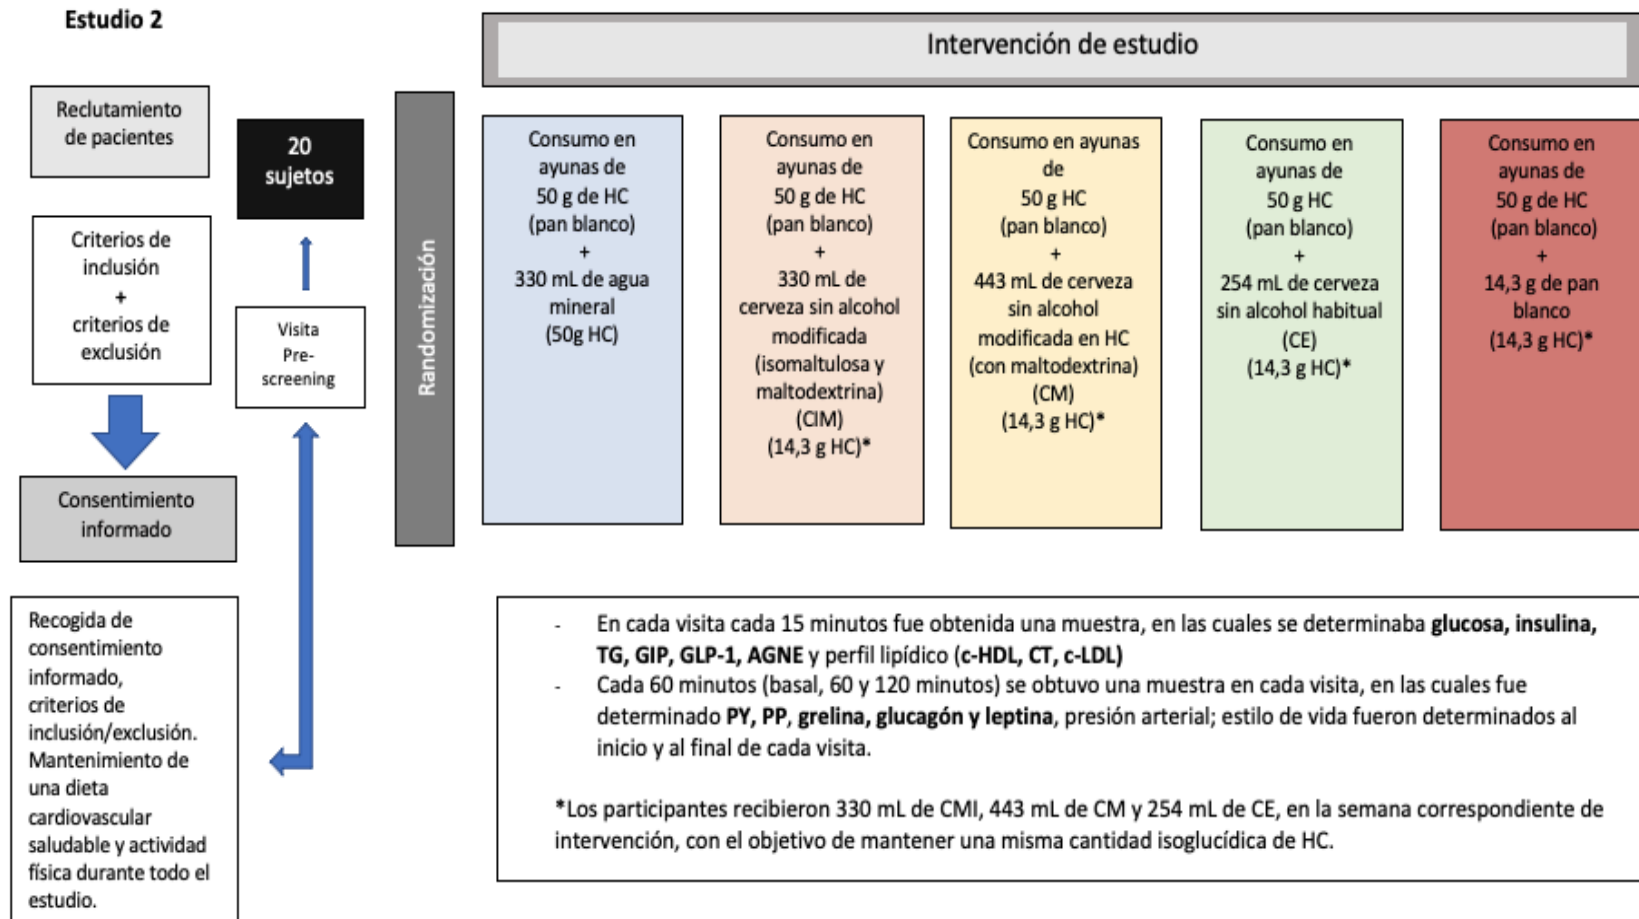 Estudio 2
Intervención de estudio
Reclutamiento
de pacientes
20
sujetos
Criterios de
inclusión
+
criterios de
exclusión
Visita
Pre-
screening
Consentimiento
informado
Recogida de
consentimiento
informado,
criterios de
inclusión/exclusión.
Mantenimiento de
una dieta
cardiovascular
saludable y actividad
física durante todo el
estudio.
Randomización
Consumo en
ayunas de
50 g de HC
(pan blanco)
+
330 mL de agua
mineral
(50g HC)
Consumo en
ayunas de
50 g de HC
(pan blanco)
+
330 mL de
cerveza sin alcohol
modificada
(isomaltulosa y
maltodextrina)
(CIM)
(14,3 g HC)*
Consumo en ayunas
de
50 g HC
(pan blanco)
+
443 mL de cerveza
sin alcohol
modificada en HC
(con maltodextrina)
(CM)
(14,3 g HC)*
Consumo en
ayunas de
50 g HC
(pan blanco)
+
254 mL de cerveza
sin alcohol habitual
(CE)
(14,3 g HC)*
Consumo en
ayunas de
50 g de HC
(pan blanco)
+
14,3 g de pan
blanco
(14,3 g HC)*
- En cada visita cada 15 minutos fue obtenida una muestra, en las cuales se determinaba glucosa, insulina,
TG, GIP, GLP-1, AGNE y perfil lipídico (c-HDL, CT, c-LDL)
- Cada 60 minutos (basal, 60 y 120 minutos) se obtuvo una muestra en cada visita, en las cuales fue
determinado PY, PP, grelina, glucagón y leptina, presión arterial; estilo de vida fueron determinados al
inicio y al final de cada visita.
*Los participantes recibieron 330 mL de CMI, 443 mL de CM y 254 mL de CE, en la semana correspondiente de
intervención, con el objetivo de mantener una misma cantidad isoglucídica de HC.